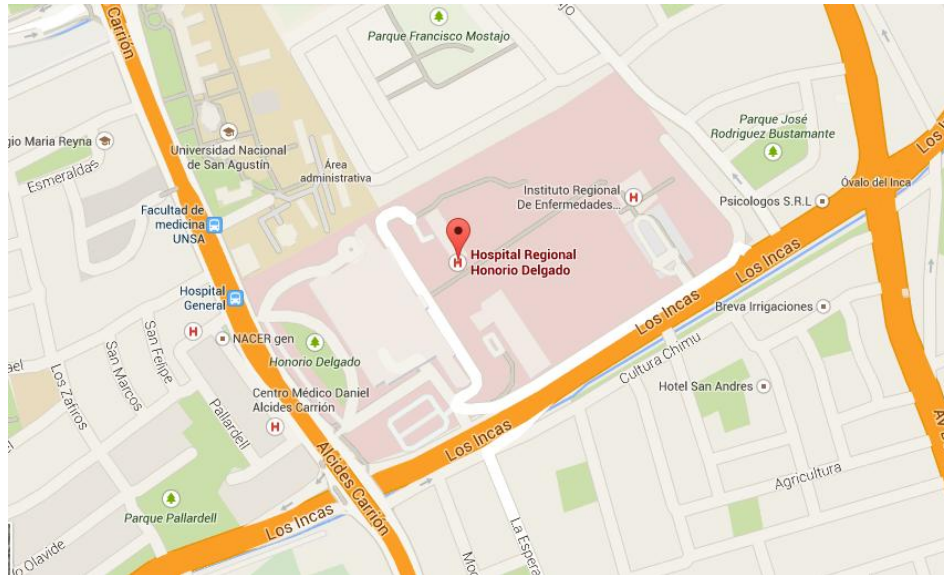 Carrión
Parque Francisco Mostajo
Parque José
Rodriguez Bustamante
gio Maria Reyna
Universidad Nacional
de San Agustín
Área
administrativa
Esmeraldas
Instituto Regional
De Enfermedades...
Psicologos S.R.L
Óvalo del Inca
Facultad de
medicina
UNSA
Hospital Regional
Honorio Delgado
Los Incas
Los Incas
Hospital
General
Breva Irrigaciones
NACER gen
San Felipe
San Marcos
Los Zafiros
Honorio Delgado
Cultura Chimu
Hotel San Andres
Centro Médico Daniel
Alcides Carrión
Pallardell
Alcides Carrión
Los Incas
Agricultura
Parque Pallardell
Los Incas
La Espera
Olavide
H
H
H
H